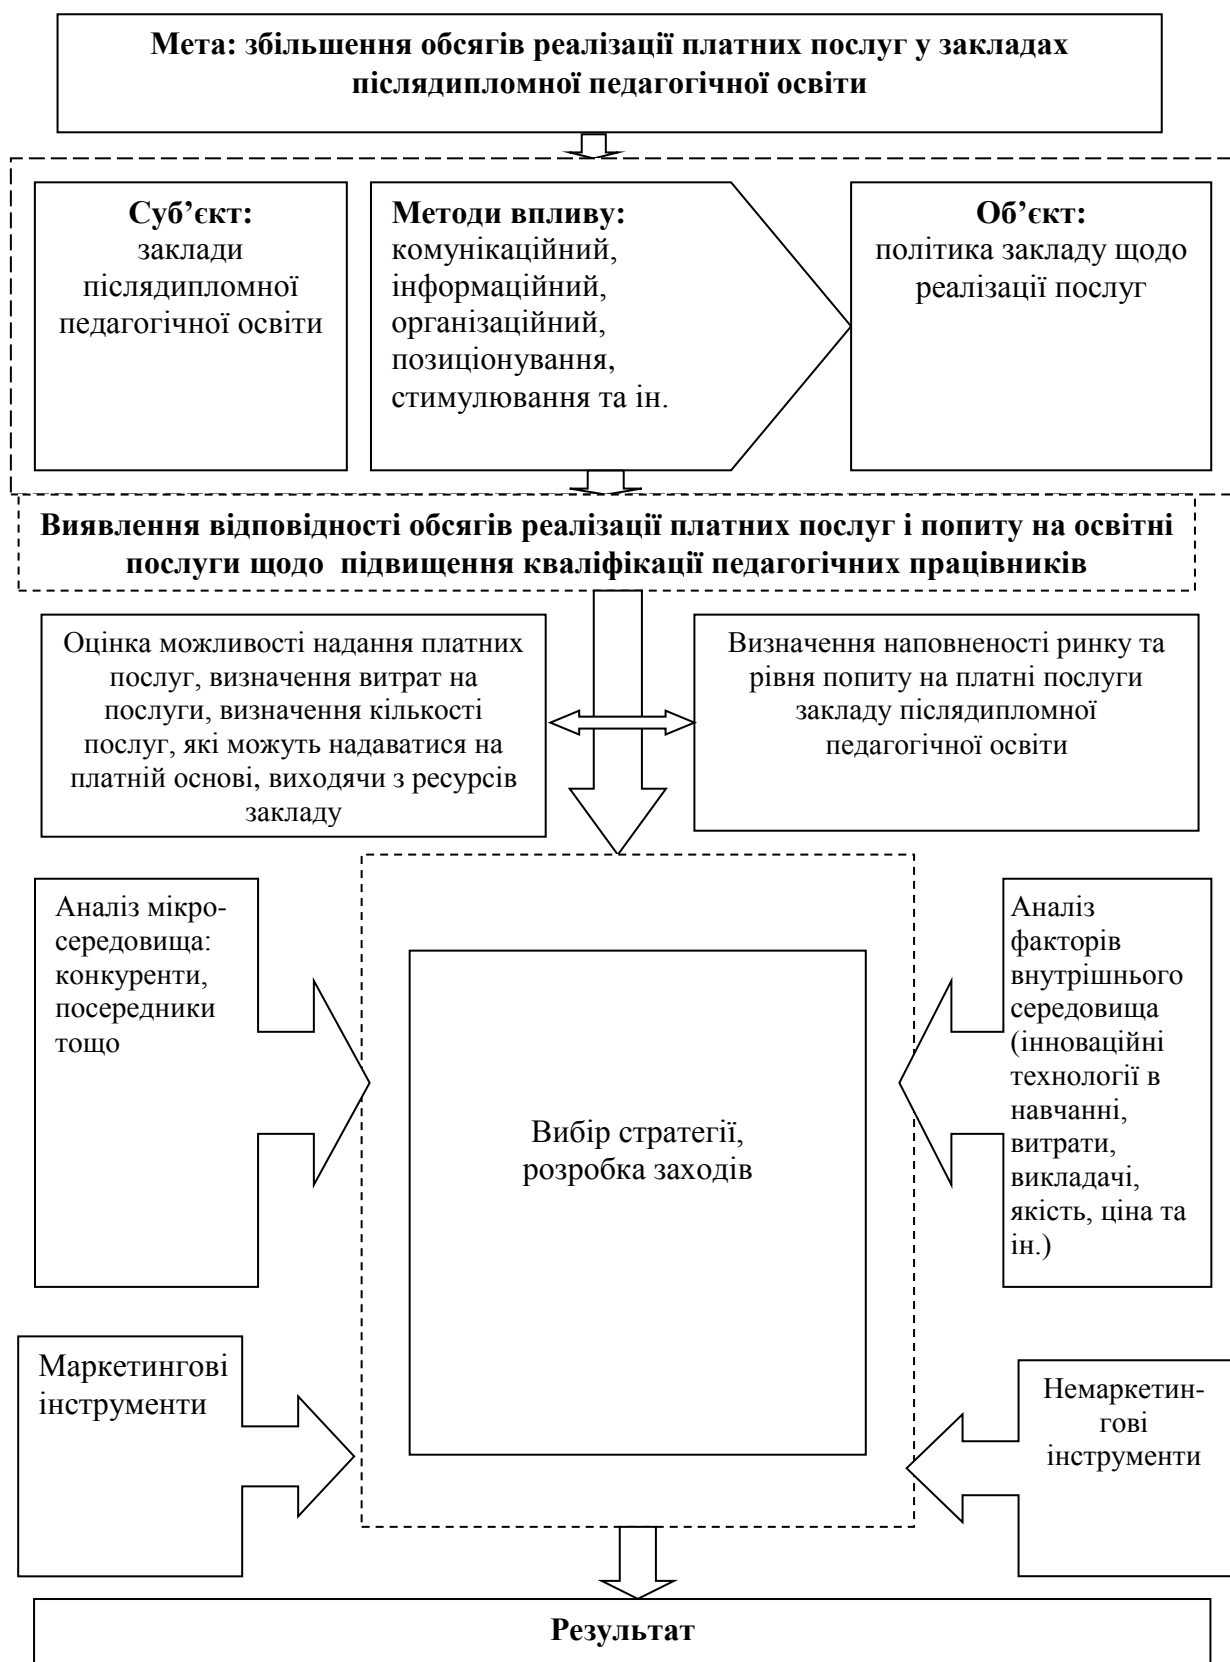 Мета: збільшення обсягів реалізації платних послуг у закладах
післядипломної педагогічної освіти
Суб’єкт:
заклади
післядипломної
педагогічної освіти
Методи впливу:
комунікаційний,
інформаційний,
організаційний,
позиціонування,
стимулювання та ін.
Об’єкт:
політика закладу щодо
реалізації послуг
Виявлення відповідності обсягів реалізації платних послуг і попиту на освітні
послуги щодо підвищення кваліфікації педагогічних працівників
Оцінка можливості надання платних
послуг, визначення витрат на
послуги, визначення кількості
послуг, які можуть надаватися на
платній основі, виходячи з ресурсів
закладу
Визначення наповненості ринку та
рівня попиту на платні послуги
закладу післядипломної
педагогічної освіти
Аналіз мікро-
середовища:
конкуренти,
посередники
тощо
Аналіз
факторів
внутрішнього
середовища
(інноваційні
технології в
навчанні,
витрати,
викладачі,
якість, ціна та
ін.)
Вибір стратегії,
розробка заходів
Маркетингові
інструменти
Немаркетин-
гові
інструменти
Результат